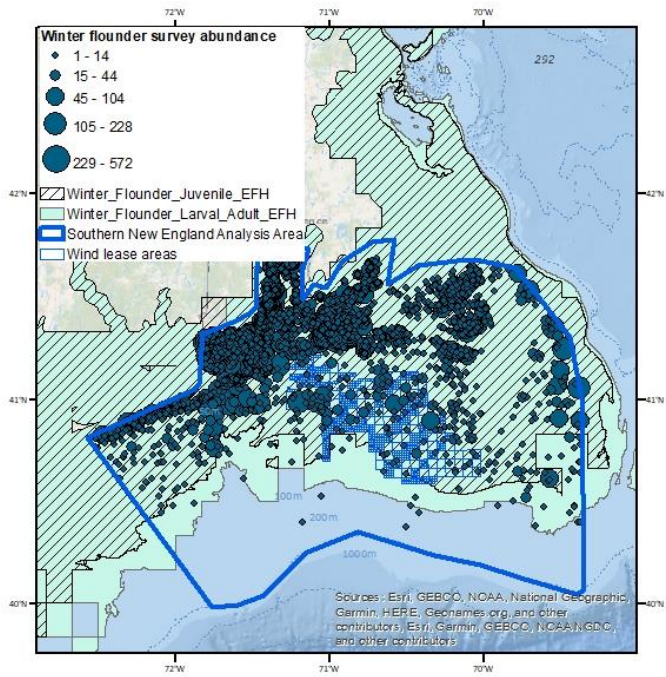 72°W 71°W 70°W
Winter flounder survey abundance
1 - 14
15 - 44
45 - 104
105 - 228
229 - 572
Winter_Flounder_Juvenile_EFH
Winter_Flounder_Larval_Adult_EFH
Southern New England Analysis Area
Wind lease areas
292
42°N 42°N
41°N 41°N
100m
200m
1000m
40°N 40°N
Sources: Esri, GEBCO, NOAA, National Geographic,
Garmin, HERE, Geonames.org, and other
contributors, Esri, Garmin, GEBCO, NOAA NGDC,
and other contributors
72°W 71°W 70°W